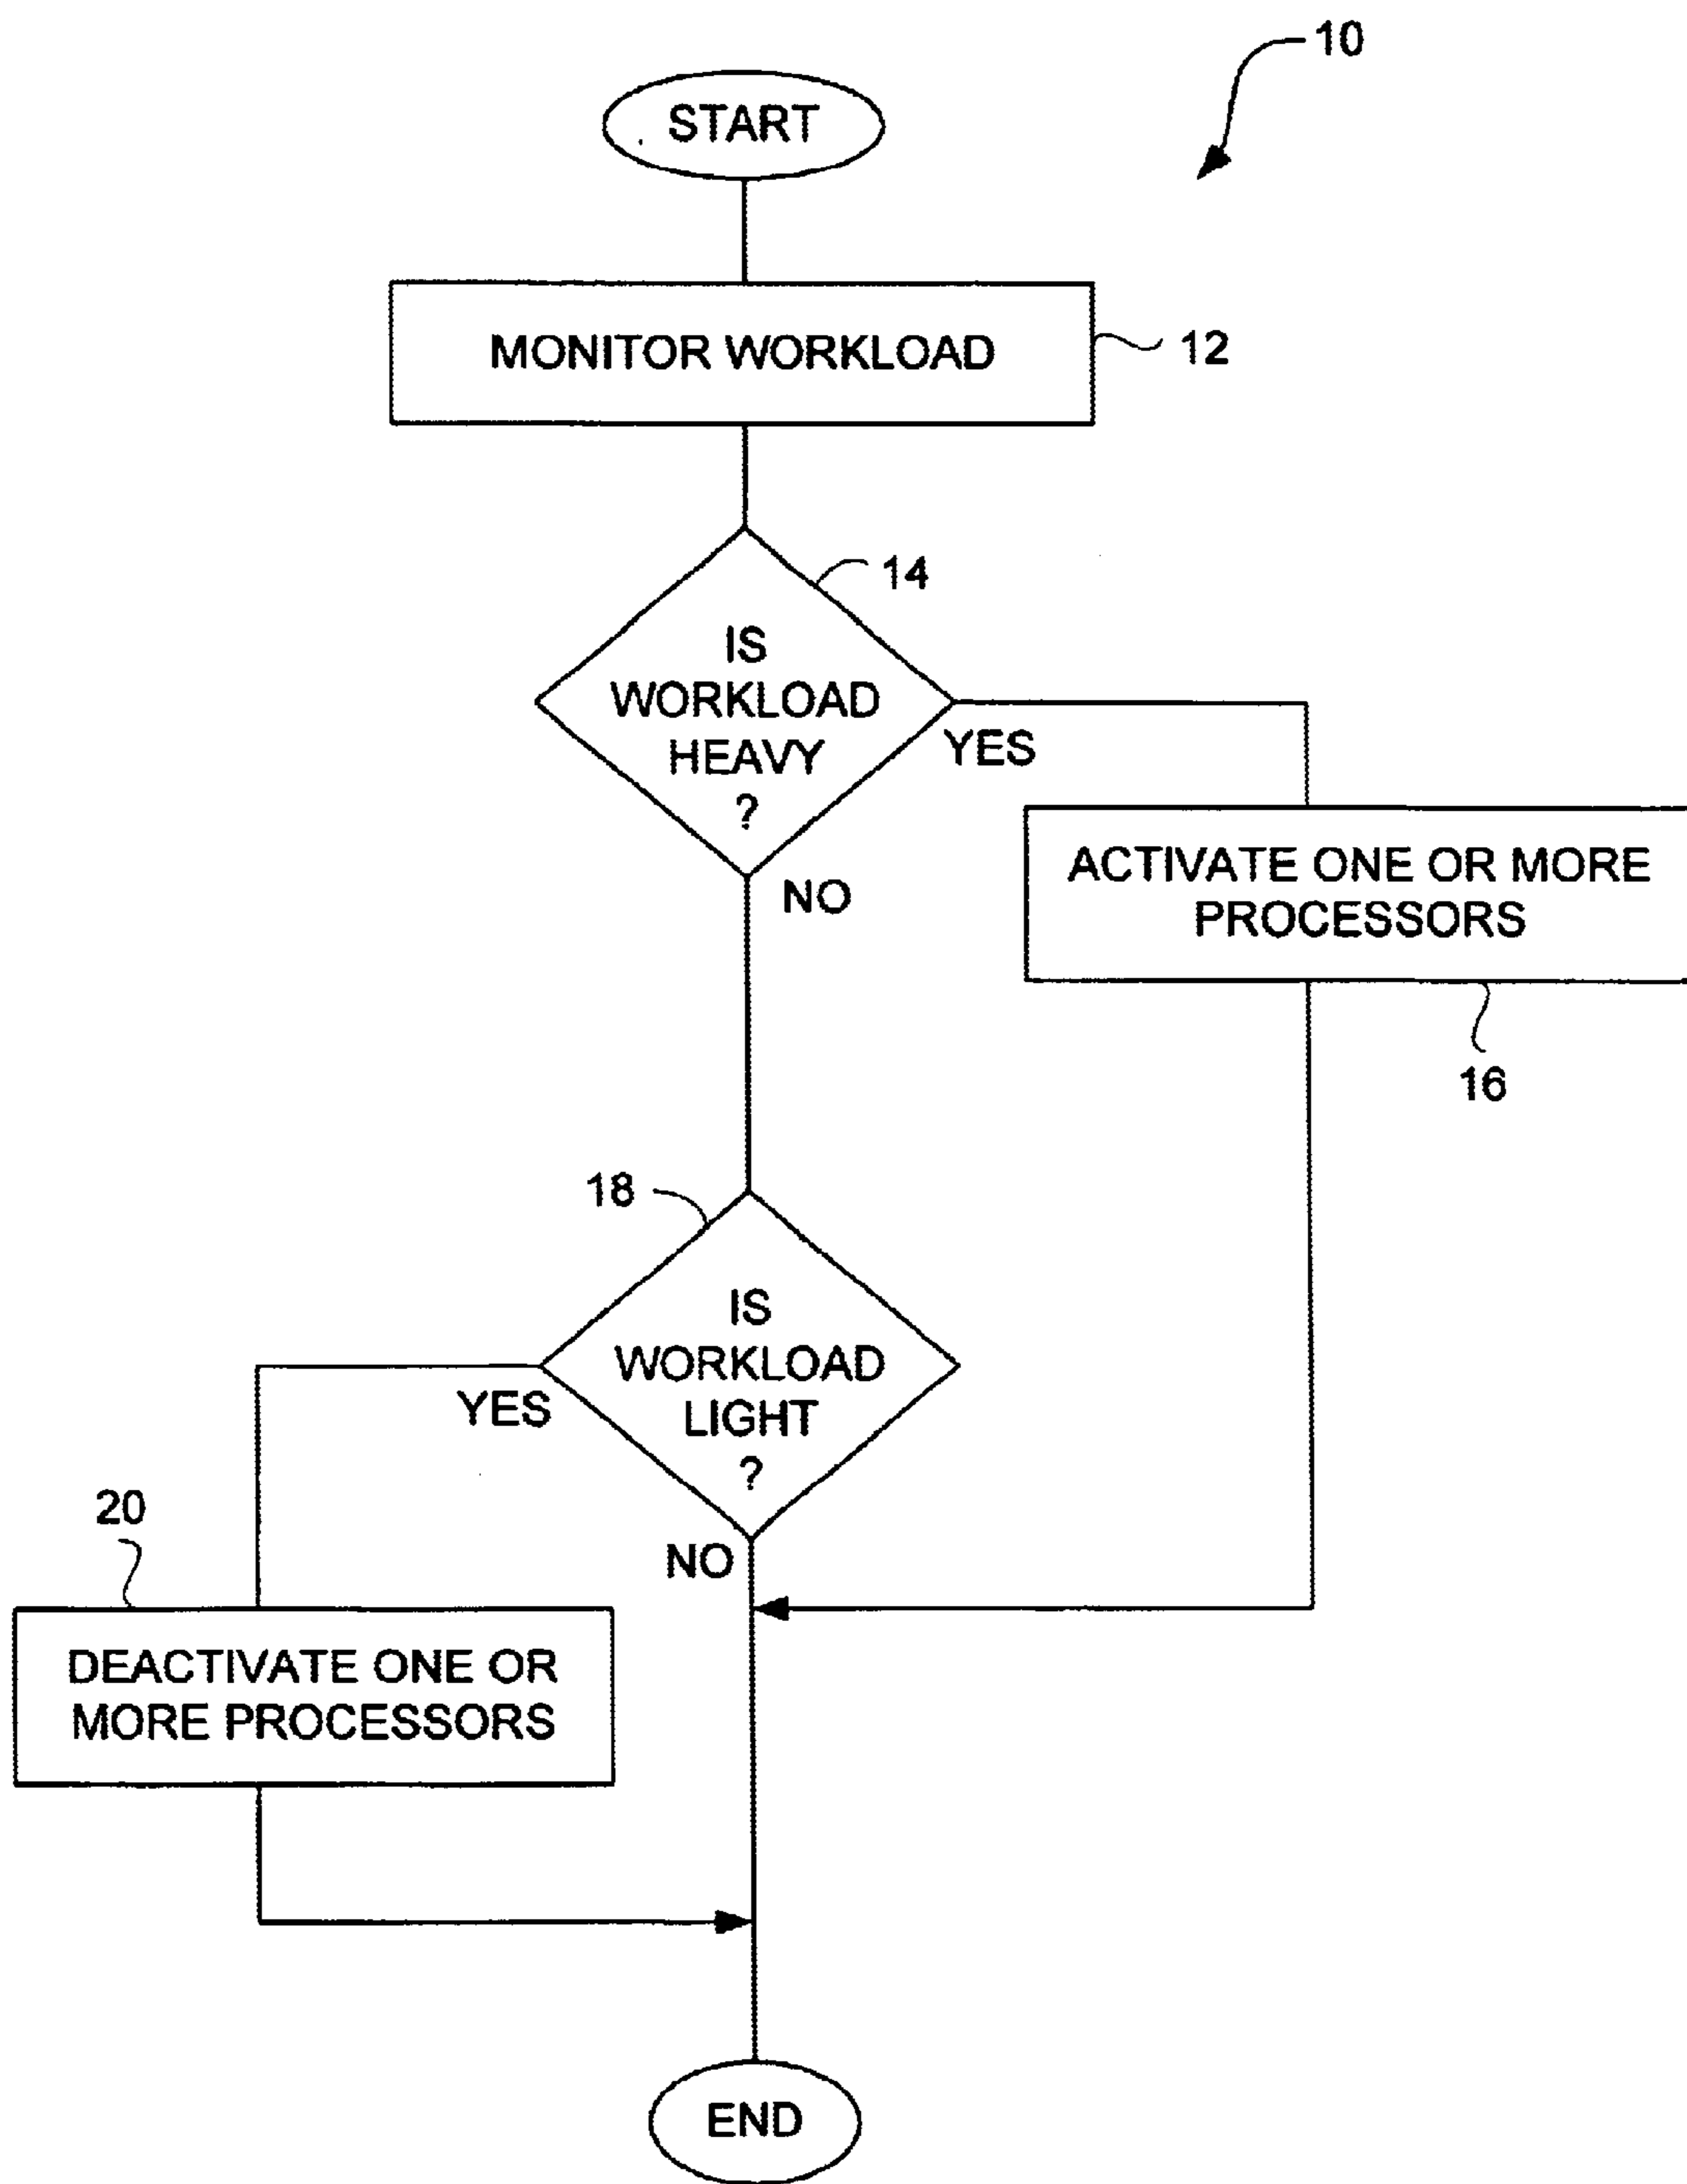 10
START
MONITOR WORKLOAD
12
14
IS
WORKLOAD
HEAVY
?
YES
NO
ACTIVATE ONE OR MORE
PROCESSORS
16
18
IS
WORKLOAD
LIGHT
?
YES
NO
20
DEACTIVATE ONE OR
MORE PROCESSORS
END